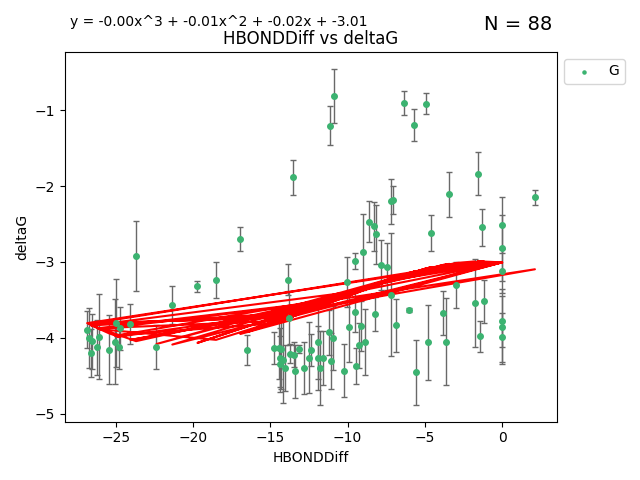 y = -0.00x^3 + -0.01x^2 + -0.02x + -3.01
N = 88
HBONDDiff vs deltaG
G
deltaG
−1
−2
−3
−4
−5
−25
−20
−15
−10
−5
0
HBONDDiff